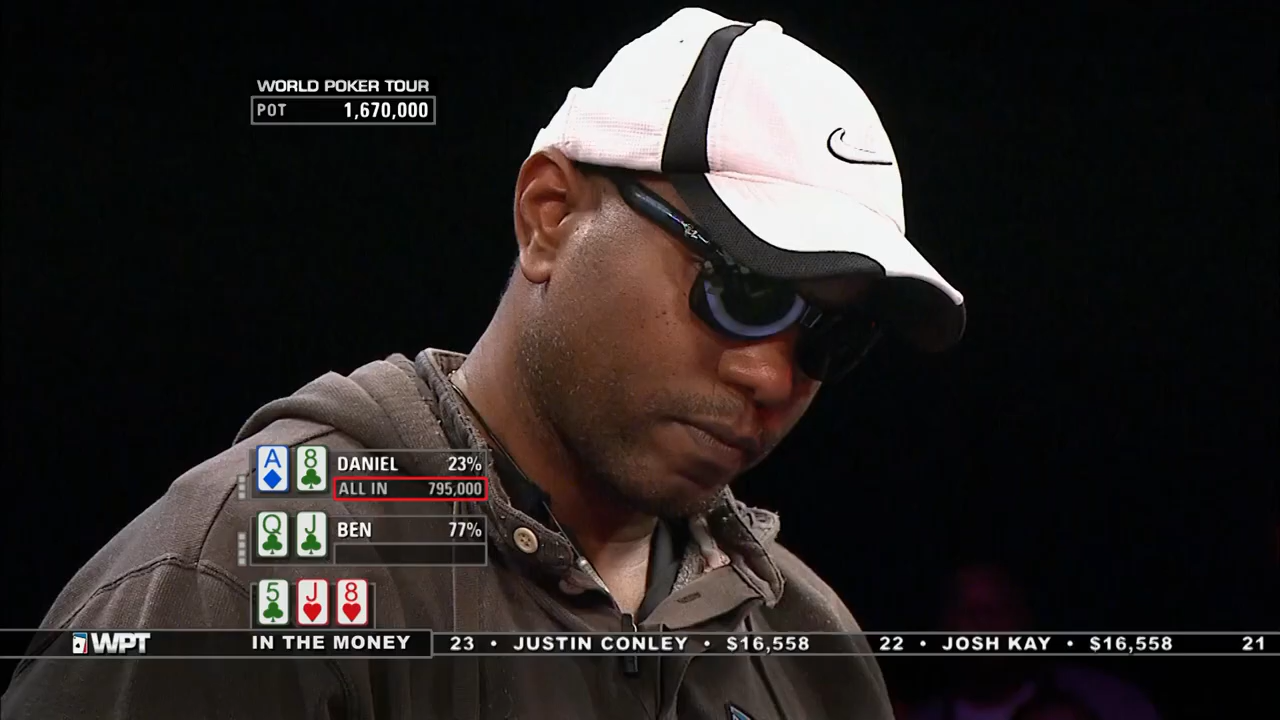 WORLD POKER TOUR
POT 1,670,000
A 8 DANIEL 23%
ALL IN 795,000
Q J BEN 77%
5 J 8
WPT IN THE MONEY 23 • JUSTIN CONLEY • $16,558 22 • JOSH KAY • $16,558 21